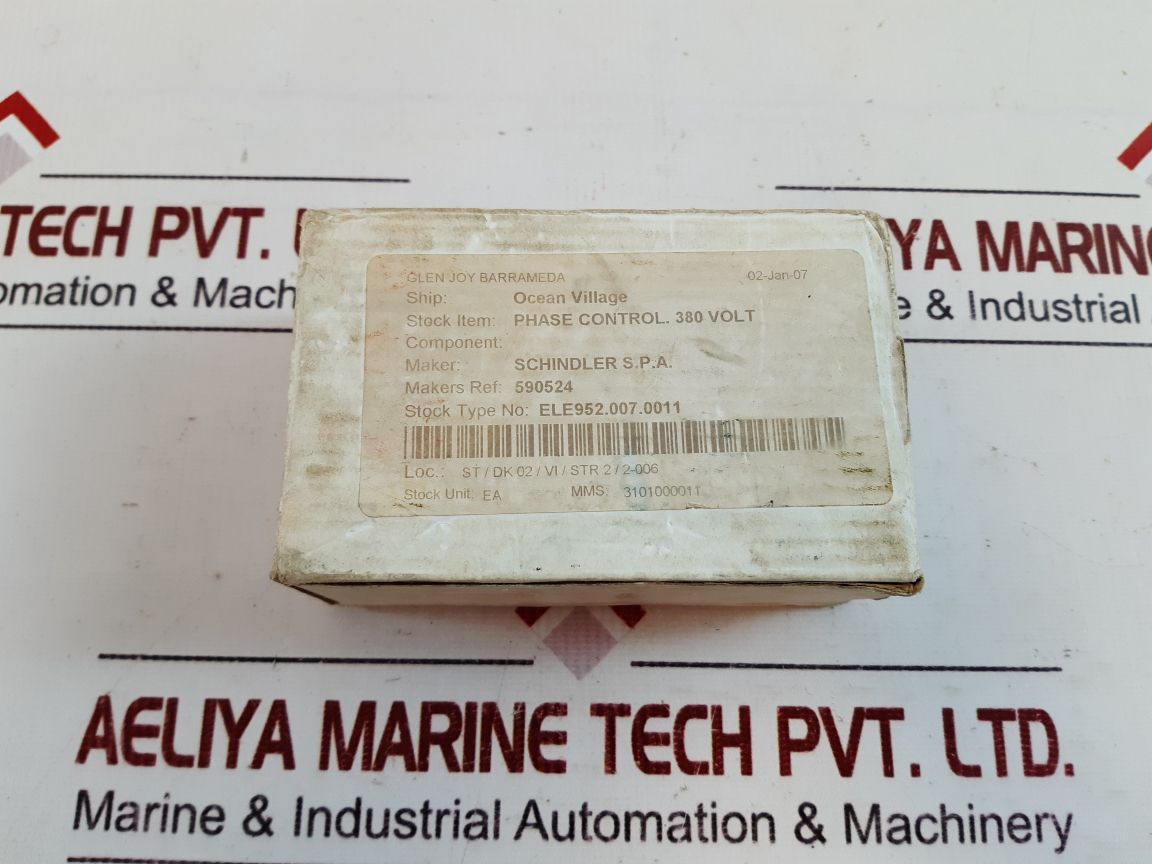 TECH PVT.
YA MARINE
omation & Mach
& Industrial
GLEN JOY BARRAMEDA 02-Jan-07
Ship: Ocean Village
Stock Item: PHASE CONTROL. 380 VOLT
Component:
Maker: SCHINDLER S.P.A.
Makers Ref: 590524
Stock Type No: ELE952.007.0011
Loc.: ST / DK 02 / VI / STR 2 / 2-006
Stock Unit: EA MMS: 3101000011
AELIYA MARINE TECH PVT. LTD.
Marine & Industrial Automation & Machinery